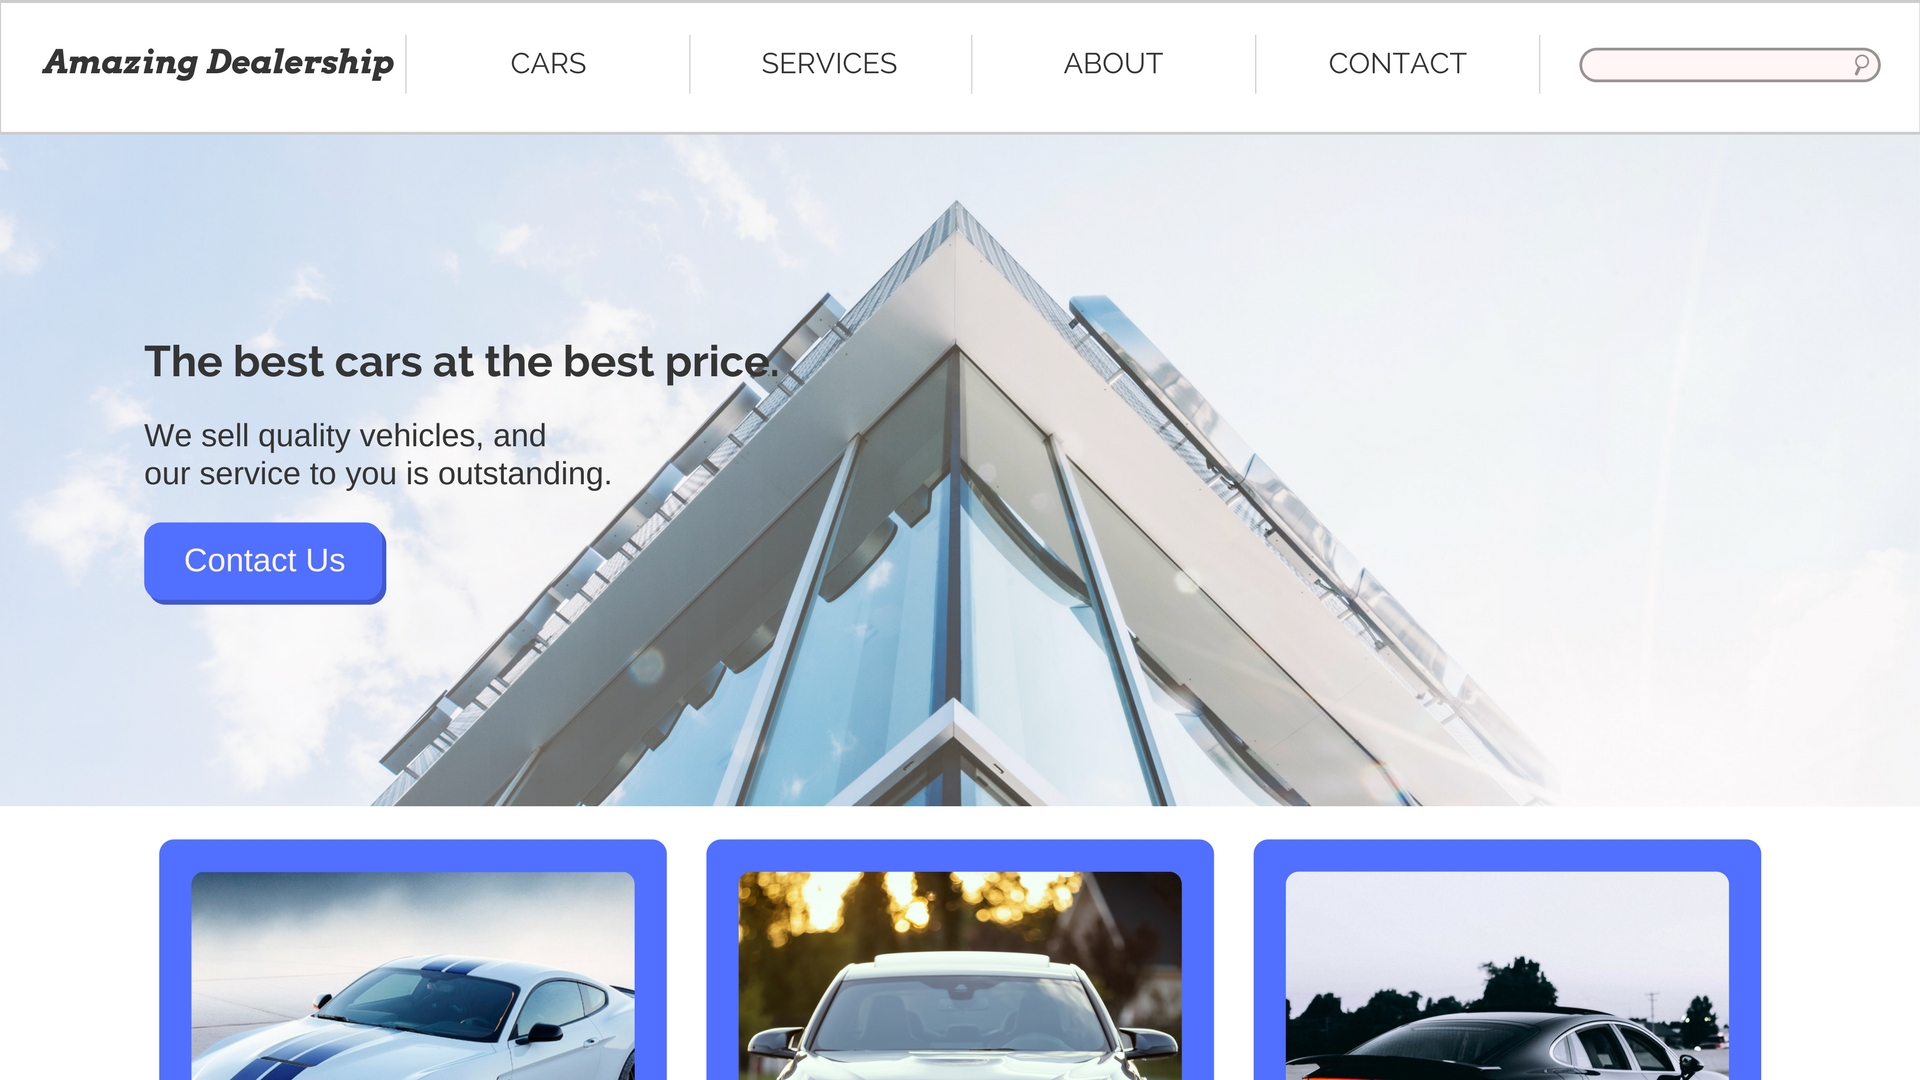 Amazing Dealership
CARS
SERVICES
ABOUT
CONTACT
The best cars at the best price.
We sell quality vehicles, and
our service to you is outstanding.
Contact Us